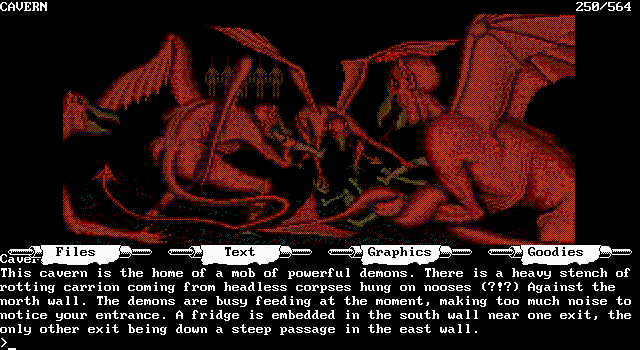 CAVERN 250/564
Caver
Files Text Graphics Goodies
This cavern is the home of a mob of powerful demons. There is a heavy stench of
rotting carrion coming from headless corpses hung on nooses (?!?) Against the
north wall. The demons are busy feeding at the moment, making too much noise to
notice your entrance. A fridge is embedded in the south wall near one exit, the
only other exit being down a steep passage in the east wall.
>_